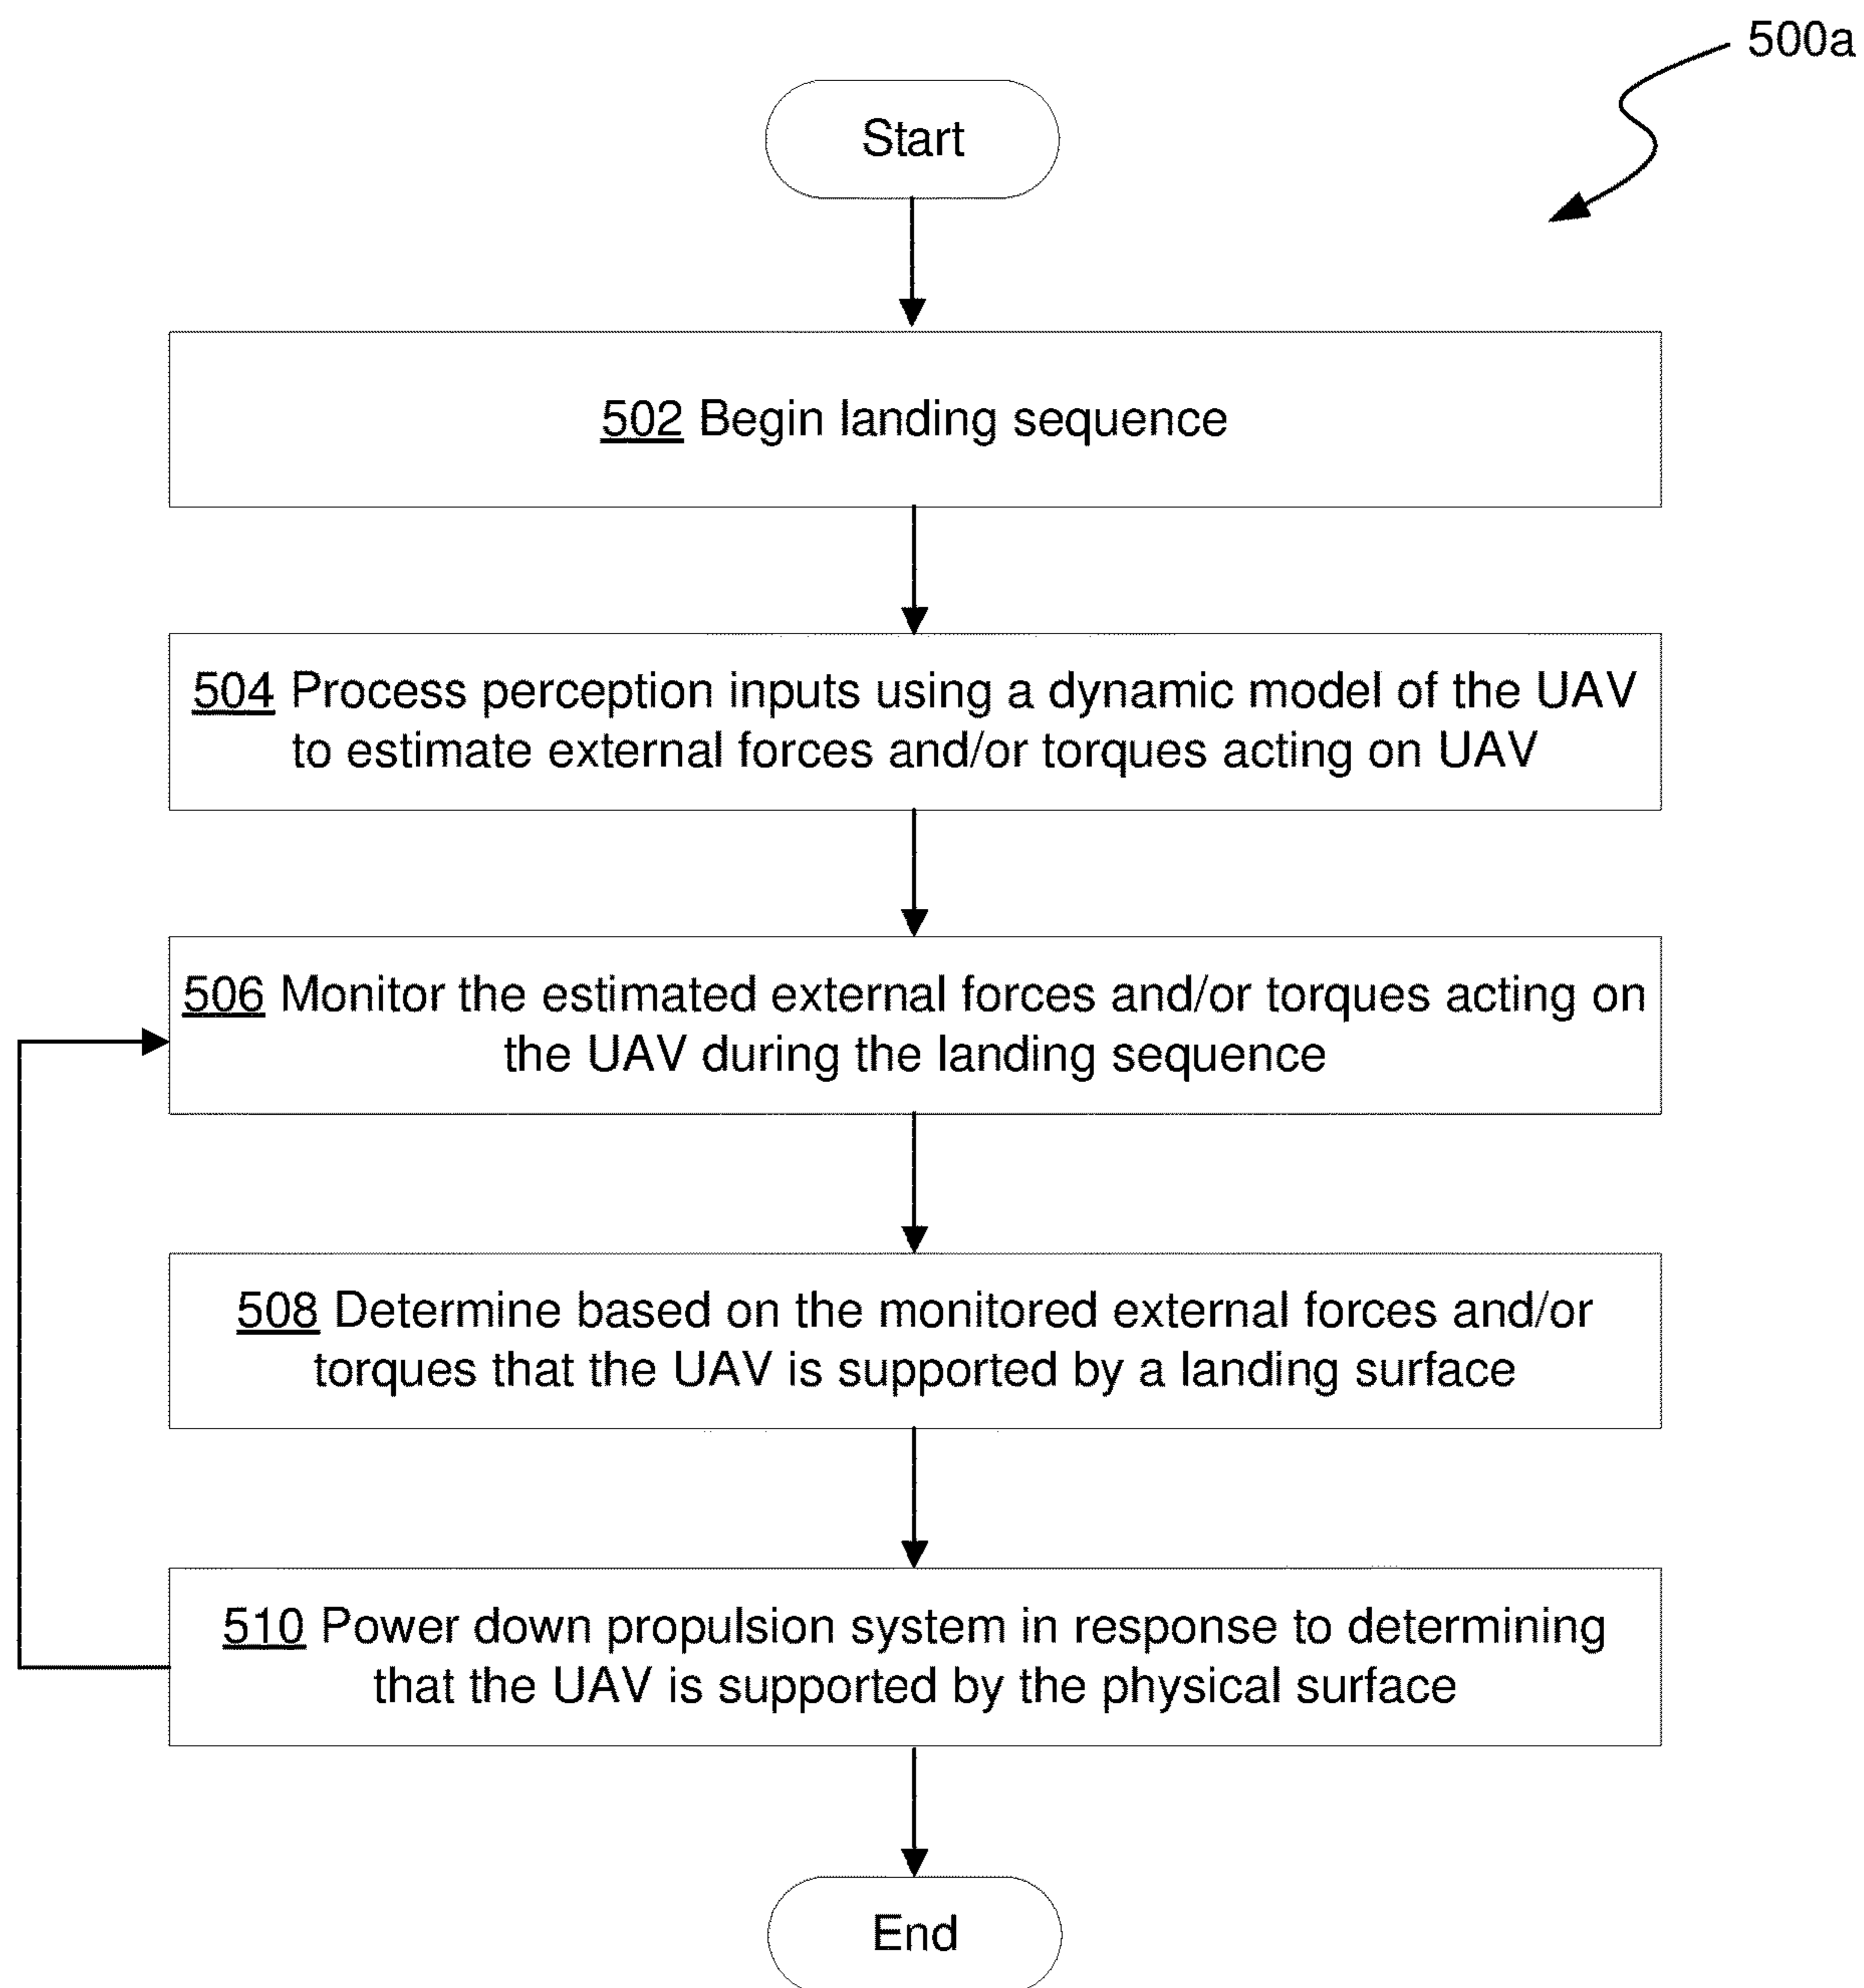 500a
Start
502 Begin landing sequence
504 Process perception inputs using a dynamic model of the UAV
to estimate external forces and/or torques acting on UAV
506 Monitor the estimated external forces and/or torques acting on
the UAV during the landing sequence
508 Determine based on the monitored external forces and/or
torques that the UAV is supported by a landing surface
510 Power down propulsion system in response to determining
that the UAV is supported by the physical surface
End